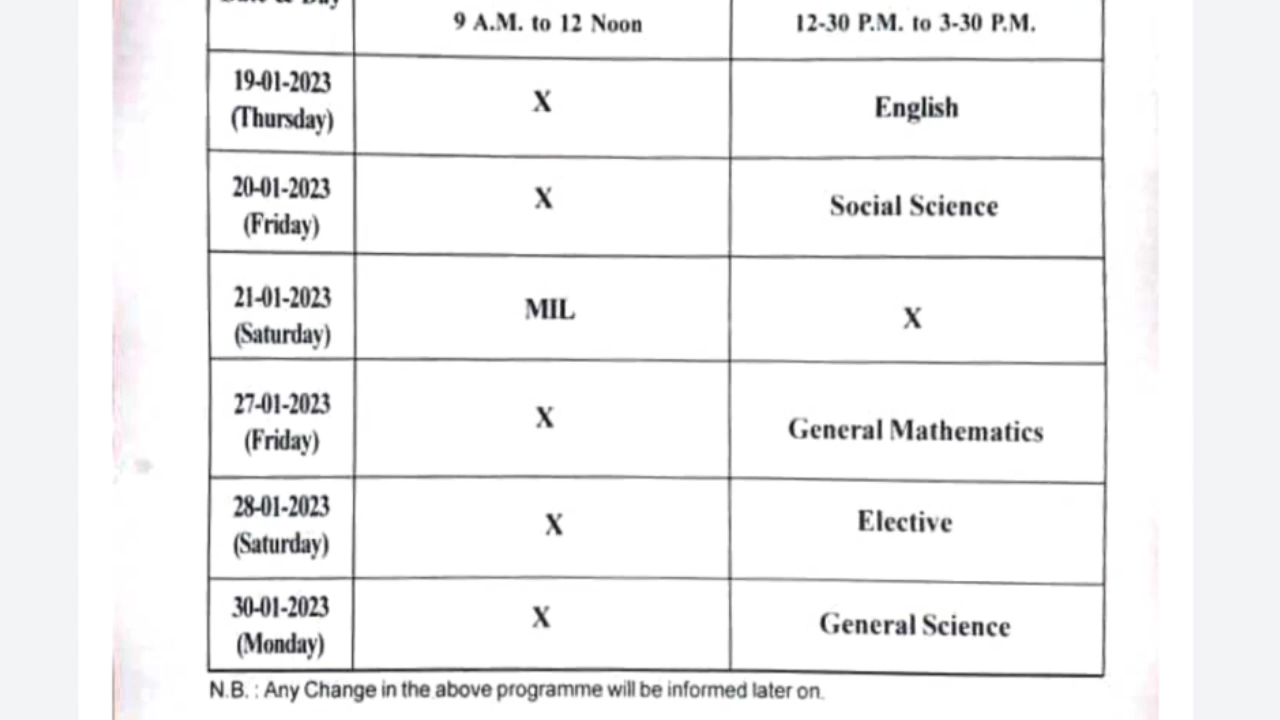 9 A.M. to 12 Noon
12-30 P.M. to 3-30 P.M.
19-01-2023
(Thursday)
X
English
20-01-2023
(Friday)
X
Social Science
21-01-2023
(Saturday)
MIL
X
27-01-2023
(Friday)
X
General Mathematics
28-01-2023
(Saturday)
X
Elective
30-01-2023
(Monday)
X
General Science
N.B. : Any Change in the above programme will be informed later on.